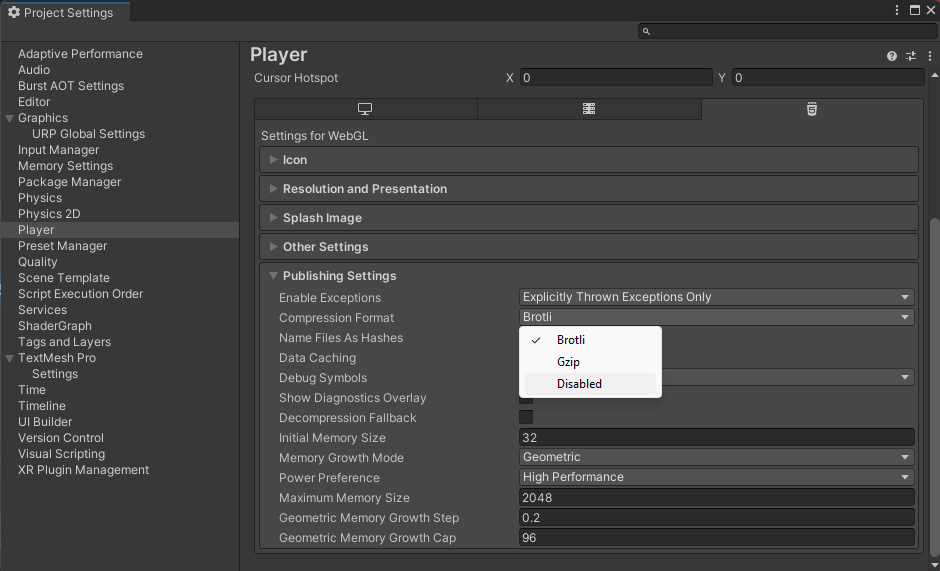 Project Settings
Adaptive Performance
Audio
Burst AOT Settings
Editor
Graphics
URP Global Settings
Input Manager
Memory Settings
Package Manager
Physics
Physics 2D
Player
Preset Manager
Quality
Scene Template
Script Execution Order
Services
ShaderGraph
Tags and Layers
TextMesh Pro
Settings
Time
Timeline
UI Builder
Version Control
Visual Scripting
XR Plugin Management
Player
Cursor Hotspot X 0 Y 0
Settings for WebGL
Icon
Resolution and Presentation
Splash Image
Other Settings
Publishing Settings
Enable Exceptions Explicitly Thrown Exceptions Only
Compression Format Brotli
Name Files As Hashes
Data Caching
Debug Symbols
Brotli
Gzip
Disabled
Show Diagnostics Overlay
Decompression Fallback
Initial Memory Size 32
Memory Growth Mode Geometric
Power Preference High Performance
Maximum Memory Size 2048
Geometric Memory Growth Step 0.2
Geometric Memory Growth Cap 96